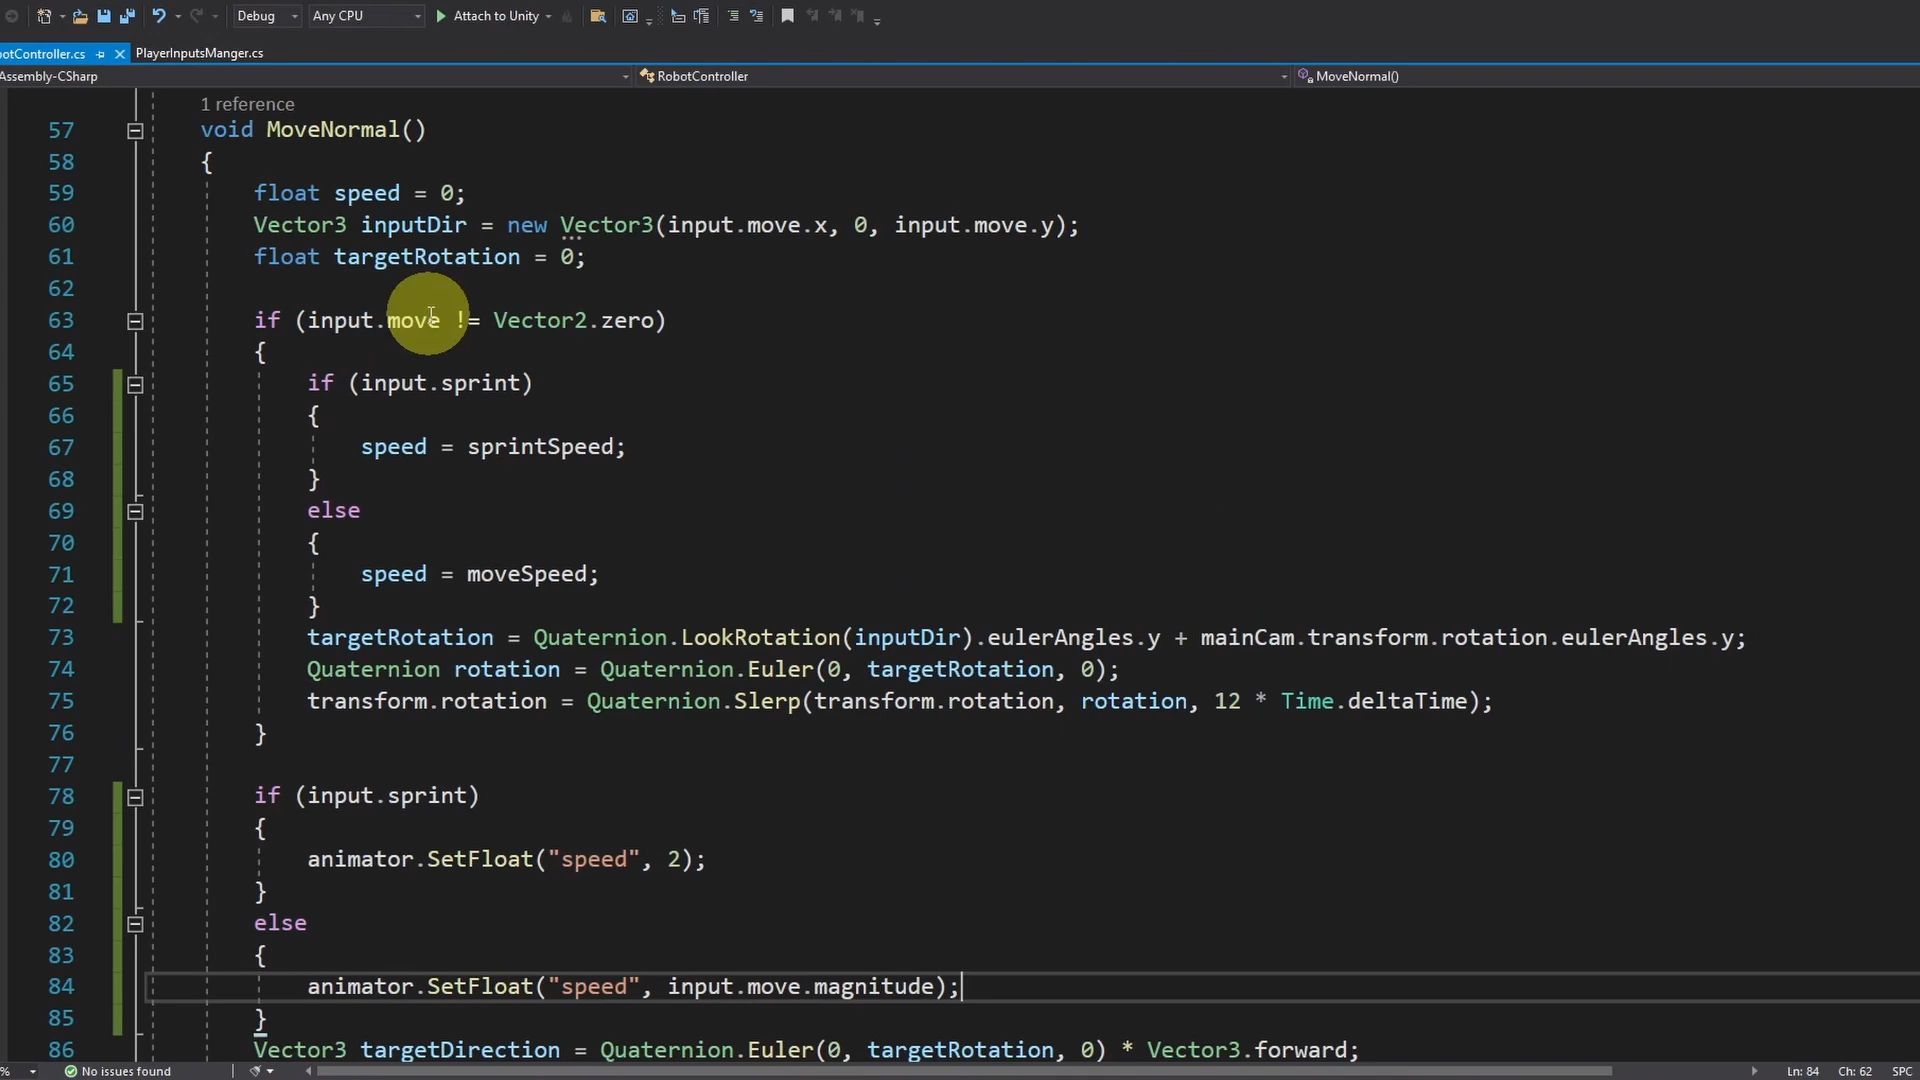 Debug Any CPU Attach to Unity
otController.cs PlayerInputsManger.cs
Assembly-CSharp RobotController MoveNormal()
1 reference
57 void MoveNormal()
58 {
59 float speed = 0;
60 Vector3 inputDir = new Vector3(input.move.x, 0, input.move.y);
61 float targetRotation = 0;
62
63 if (input.move != Vector2.zero)
64 {
65 if (input.sprint)
66 {
67 speed = sprintSpeed;
68 }
69 else
70 {
71 speed = moveSpeed;
72 }
73 targetRotation = Quaternion.LookRotation(inputDir).eulerAngles.y + mainCam.transform.rotation.eulerAngles.y;
74 Quaternion rotation = Quaternion.Euler(0, targetRotation, 0);
75 transform.rotation = Quaternion.Slerp(transform.rotation, rotation, 12 * Time.deltaTime);
76 }
77
78 if (input.sprint)
79 {
80 animator.SetFloat("speed", 2);
81 }
82 else
83 {
84 animator.SetFloat("speed", input.move.magnitude);
85 }
86 Vector3 targetDirection = Quaternion.Euler(0, targetRotation, 0) * Vector3.forward;
% No issues found Ln: 84 Ch: 62 SPC